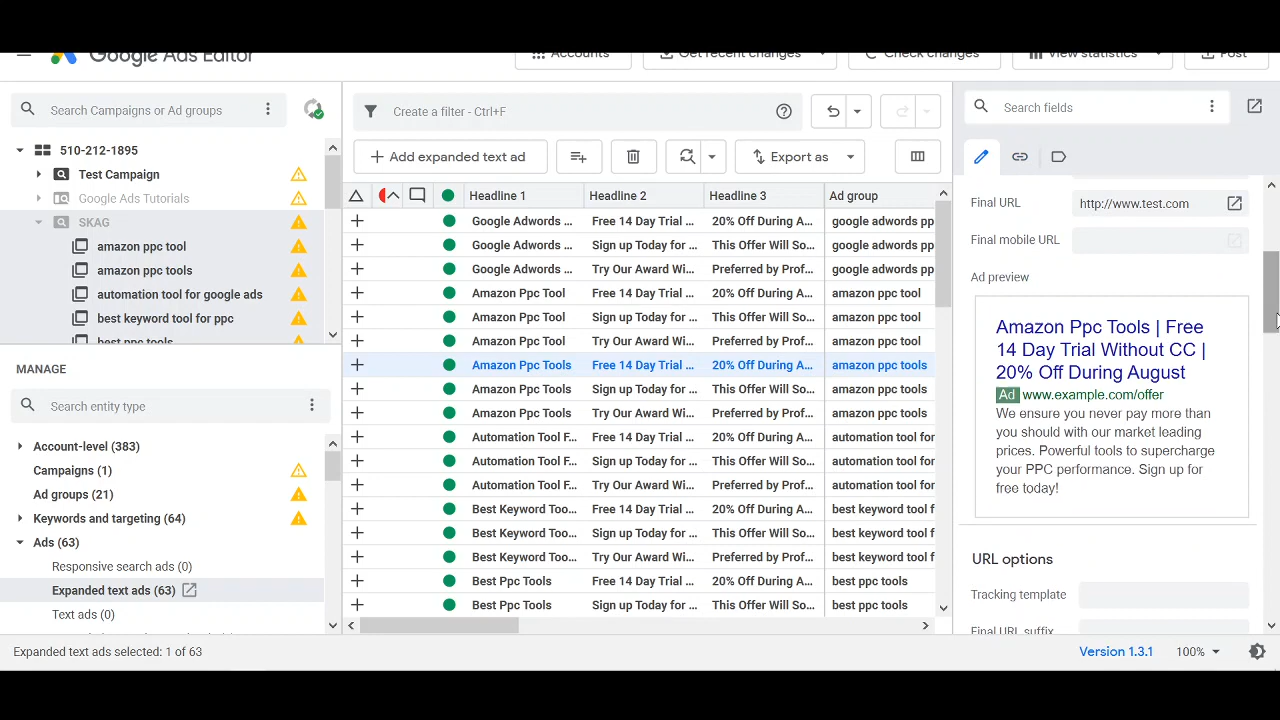 Google Ads Editor
Accounts
Get recent changes
Check changes
View statistics
Post
Search Campaigns or Ad groups
510-212-1895
Test Campaign
Google Ads Tutorials
SKAG
amazon ppc tool
amazon ppc tools
automation tool for google ads
best keyword tool for ppc
best ppc tools
MANAGE
Search entity type
Account-level (383)
Campaigns (1)
Ad groups (21)
Keywords and targeting (64)
Ads (63)
Responsive search ads (0)
Expanded text ads (63)
Text ads (0)
Create a filter - Ctrl+F
Add expanded text ad
Export as
Headline 1 Headline 2 Headline 3 Ad group
Google Adwords ... Free 14 Day Trial ... 20% Off During A... google adwords pp
Google Adwords ... Sign up Today for ... This Offer Will So... google adwords pp
Google Adwords ... Try Our Award Wi... Preferred by Prof... google adwords pp
Amazon Ppc Tool Free 14 Day Trial ... 20% Off During A... amazon ppc tool
Amazon Ppc Tool Sign up Today for ... This Offer Will So... amazon ppc tool
Amazon Ppc Tool Try Our Award Wi... Preferred by Prof... amazon ppc tool
Amazon Ppc Tools Free 14 Day Trial ... 20% Off During A... amazon ppc tools
Amazon Ppc Tools Sign up Today for ... This Offer Will So... amazon ppc tools
Amazon Ppc Tools Try Our Award Wi... Preferred by Prof... amazon ppc tools
Automation Tool F... Free 14 Day Trial ... 20% Off During A... automation tool for
Automation Tool F... Sign up Today for ... This Offer Will So... automation tool for
Automation Tool F... Try Our Award Wi... Preferred by Prof... automation tool for
Best Keyword Too... Free 14 Day Trial ... 20% Off During A... best keyword tool f
Best Keyword Too... Sign up Today for ... This Offer Will So... best keyword tool f
Best Keyword Too... Try Our Award Wi... Preferred by Prof... best keyword tool f
Best Ppc Tools Free 14 Day Trial ... 20% Off During A... best ppc tools
Best Ppc Tools Sign up Today for ... This Offer Will So... best ppc tools
Search fields
Final URL http://www.test.com
Final mobile URL
Ad preview
Amazon Ppc Tools | Free
14 Day Trial Without CC |
20% Off During August
Ad www.example.com/offer
We ensure you never pay more than
you should with our market leading
prices. Powerful tools to supercharge
your PPC performance. Sign up for
free today!
URL options
Tracking template
Final URL suffix
Expanded text ads selected: 1 of 63
Version 1.3.1
100%